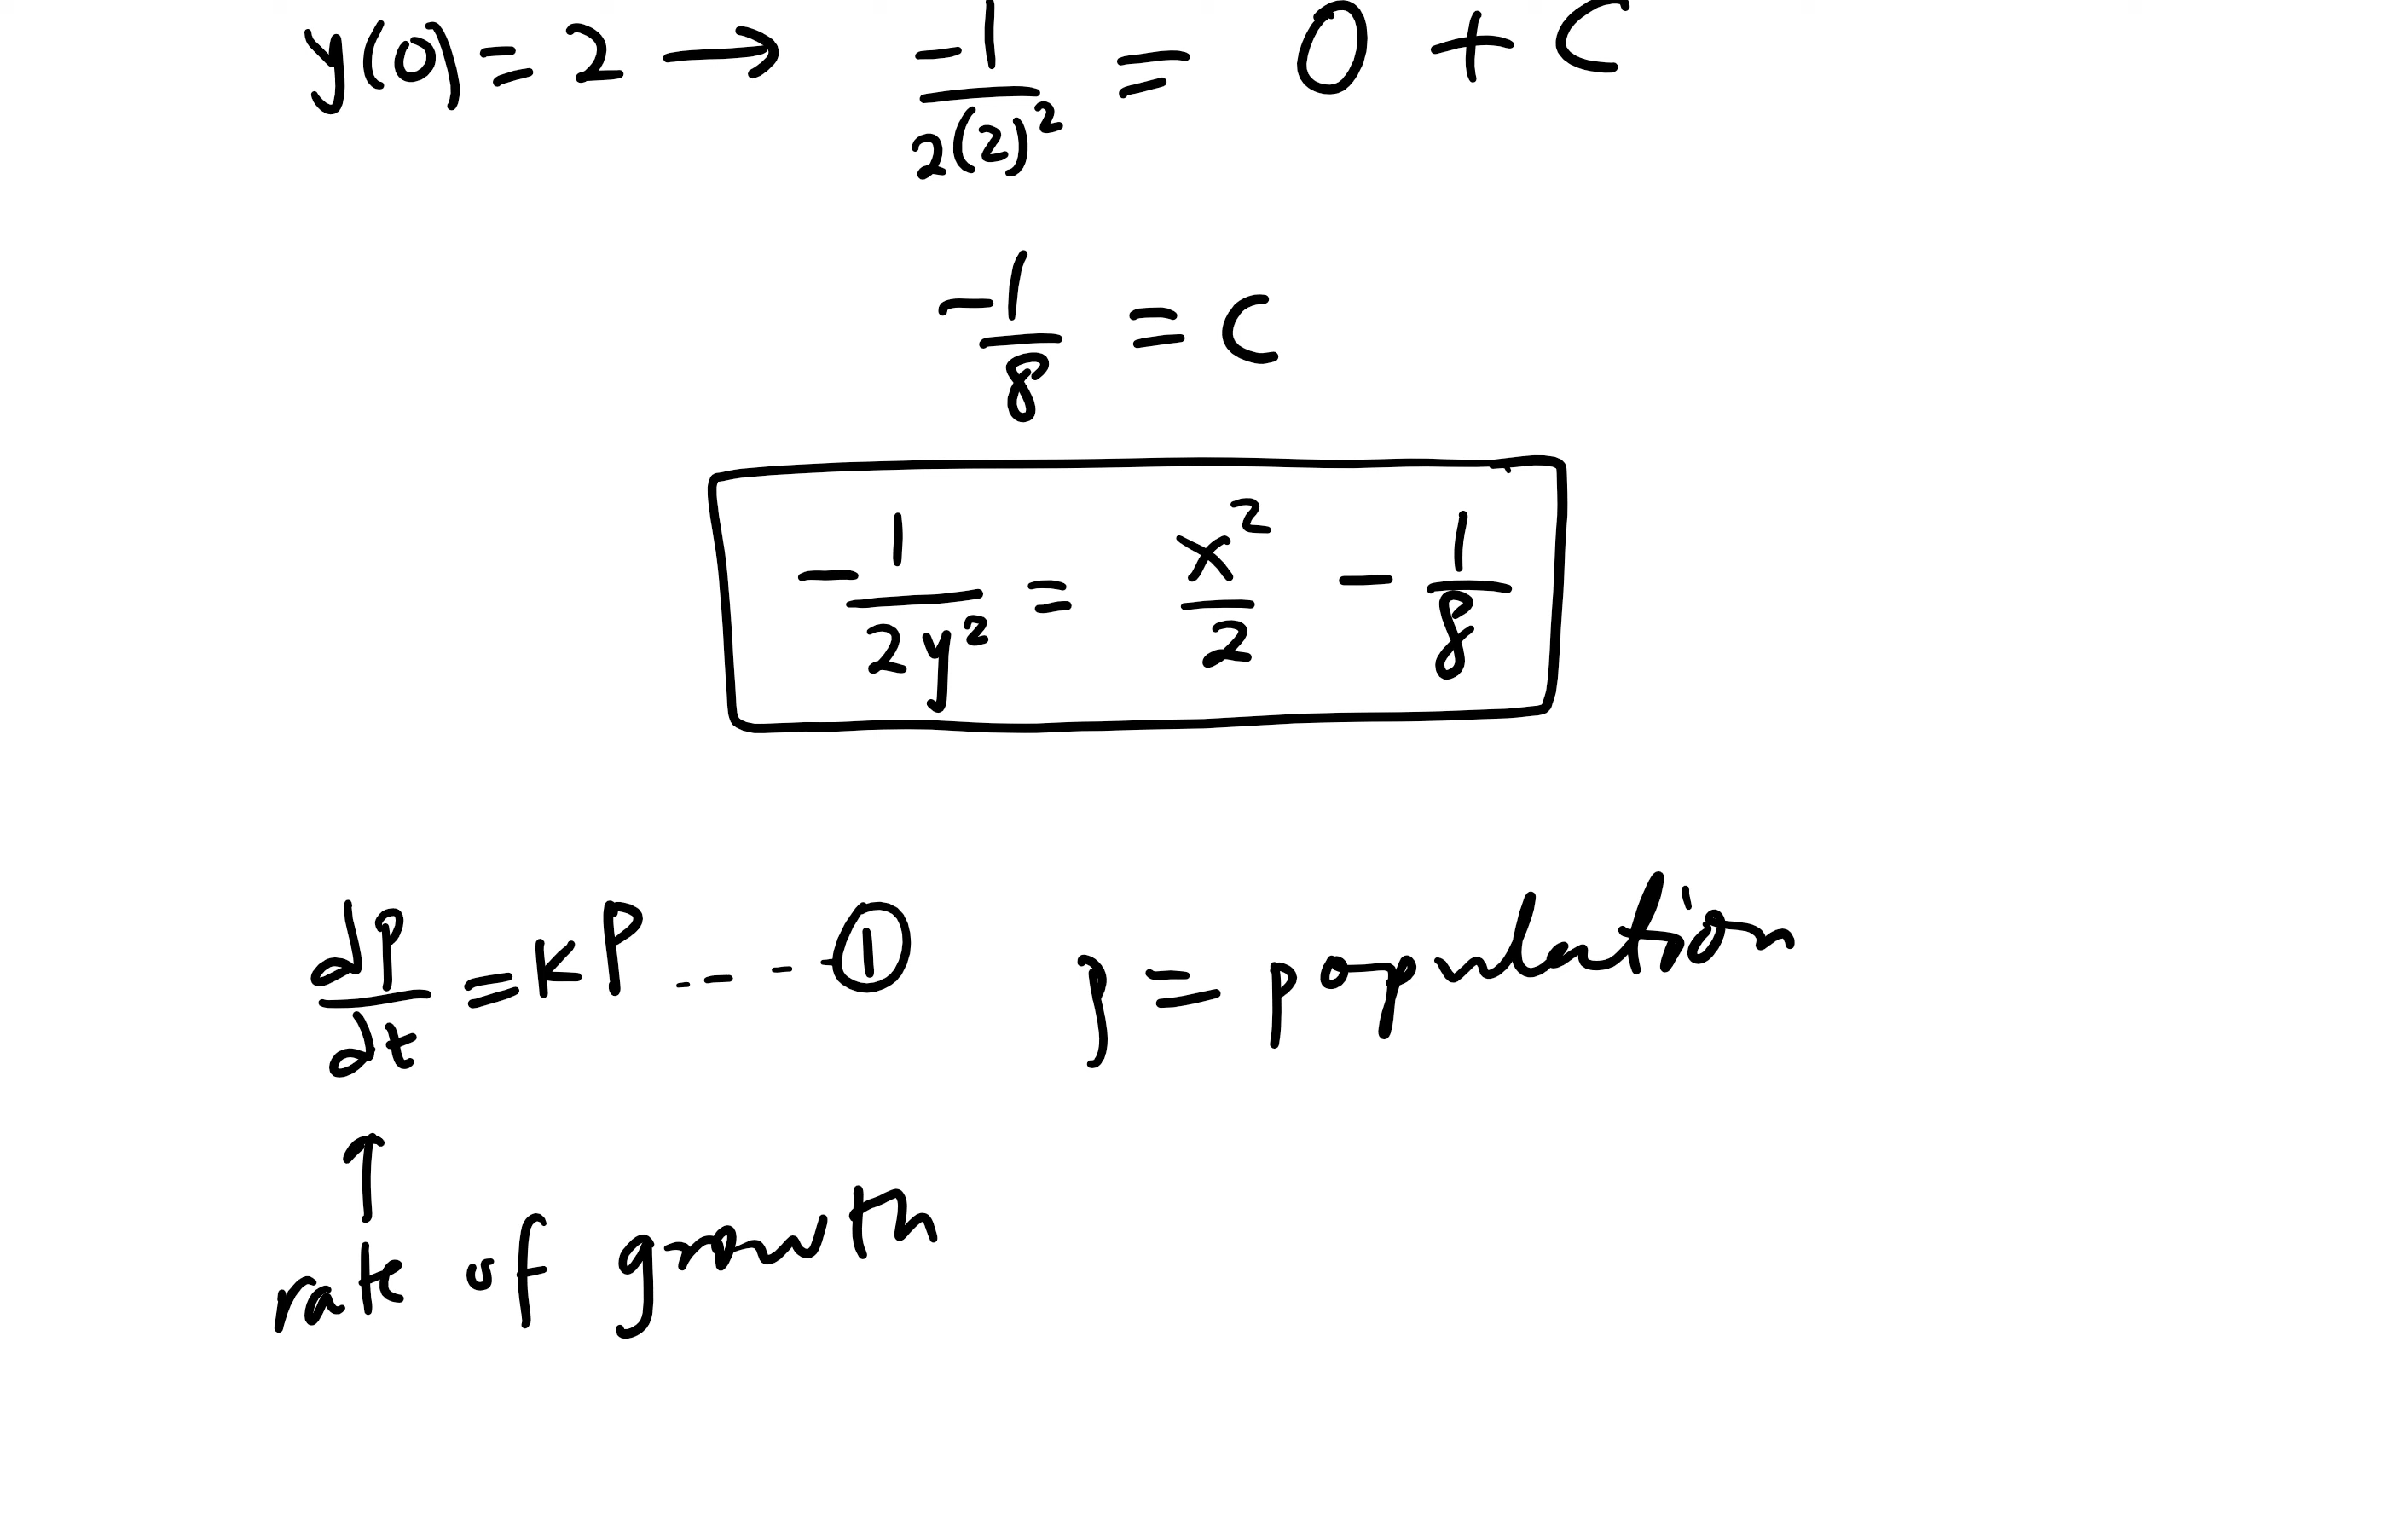 y(0) = 2 → -1/2(2)² = 0 + C
-1/8 = C
-1/2y² = x²/2 - 1/8
dP/dt = KP ---- ① P = population
↑
rate of growth